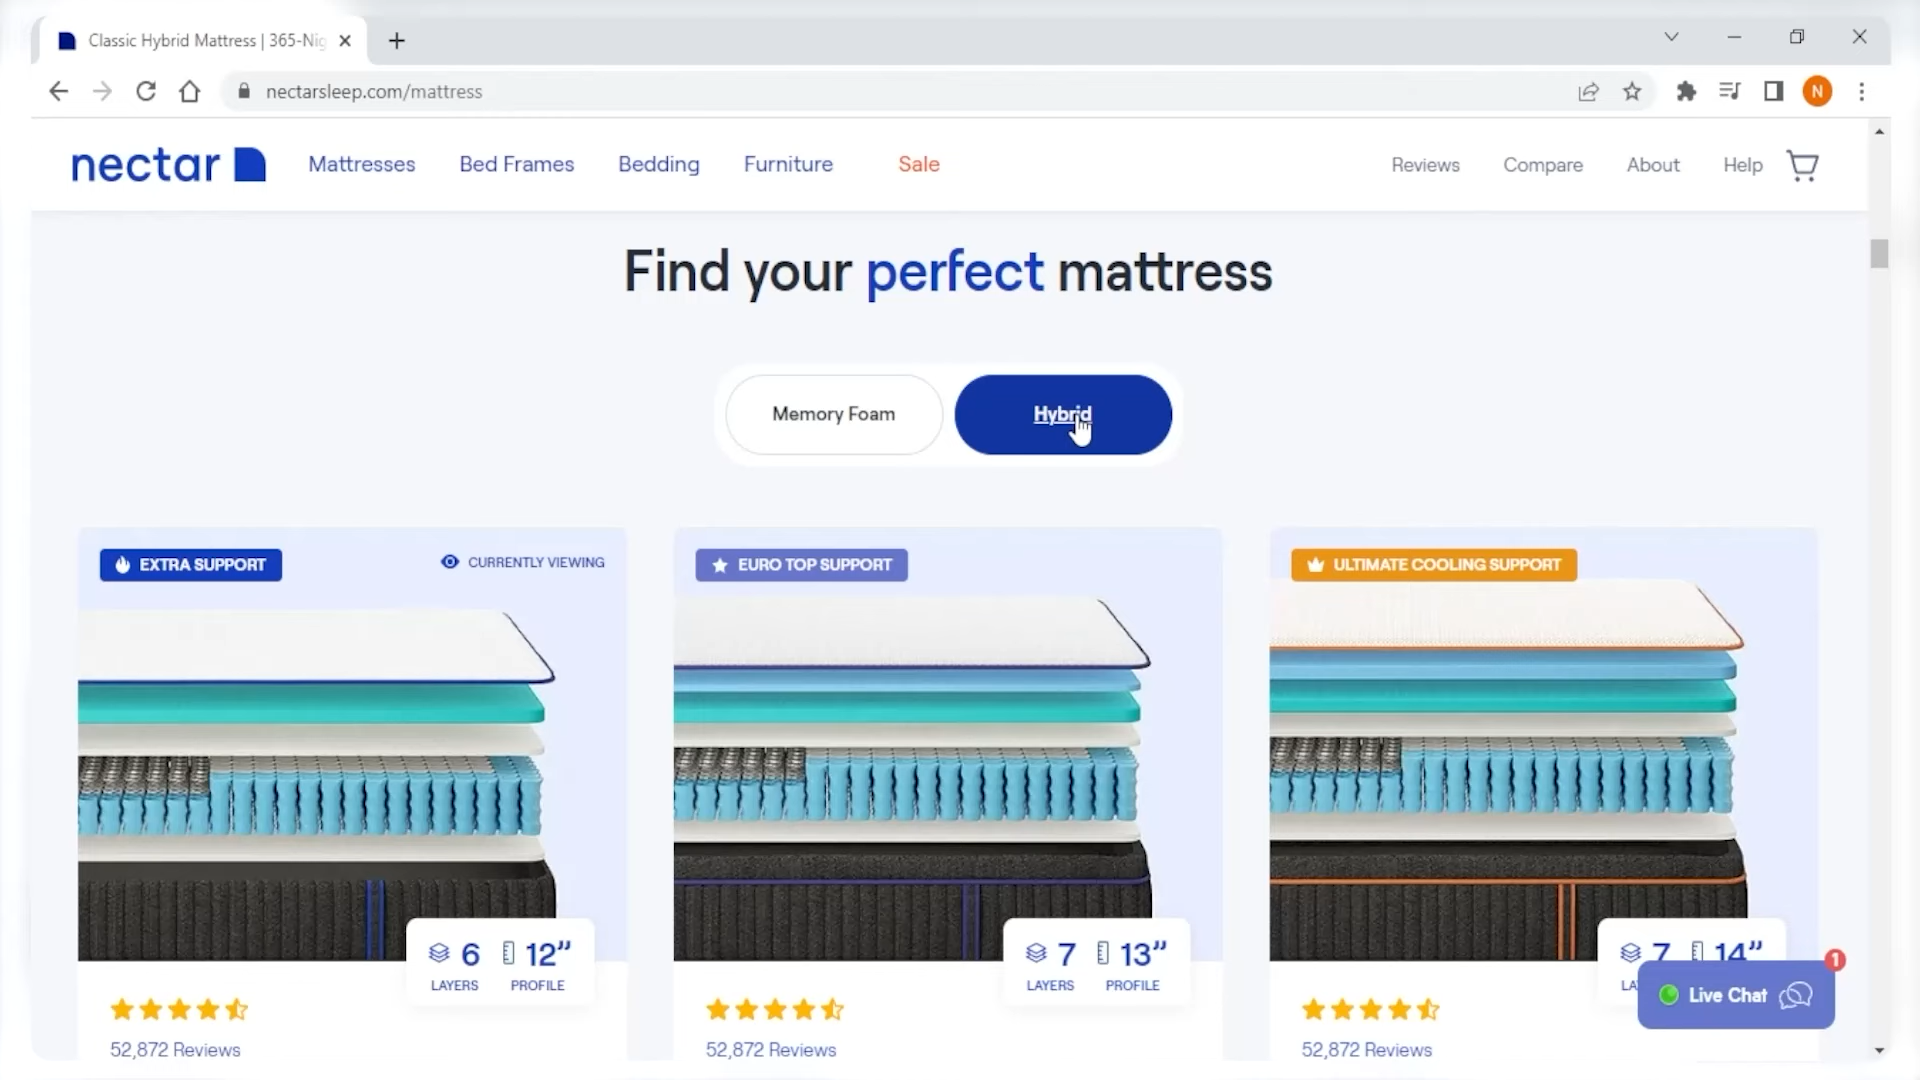 Classic Hybrid Mattress | 365-Nig
nectarsleep.com/mattress
N
nectar
Mattresses
Bed Frames
Bedding
Furniture
Sale
Reviews
Compare
About
Help
Find your perfect mattress
Memory Foam
Hybrid
EXTRA SUPPORT
CURRENTLY VIEWING
EURO TOP SUPPORT
ULTIMATE COOLING SUPPORT
6 12”
LAYERS PROFILE
7 13”
LAYERS PROFILE
7 14”
LA
1
Live Chat
52,872 Reviews
52,872 Reviews
52,872 Reviews